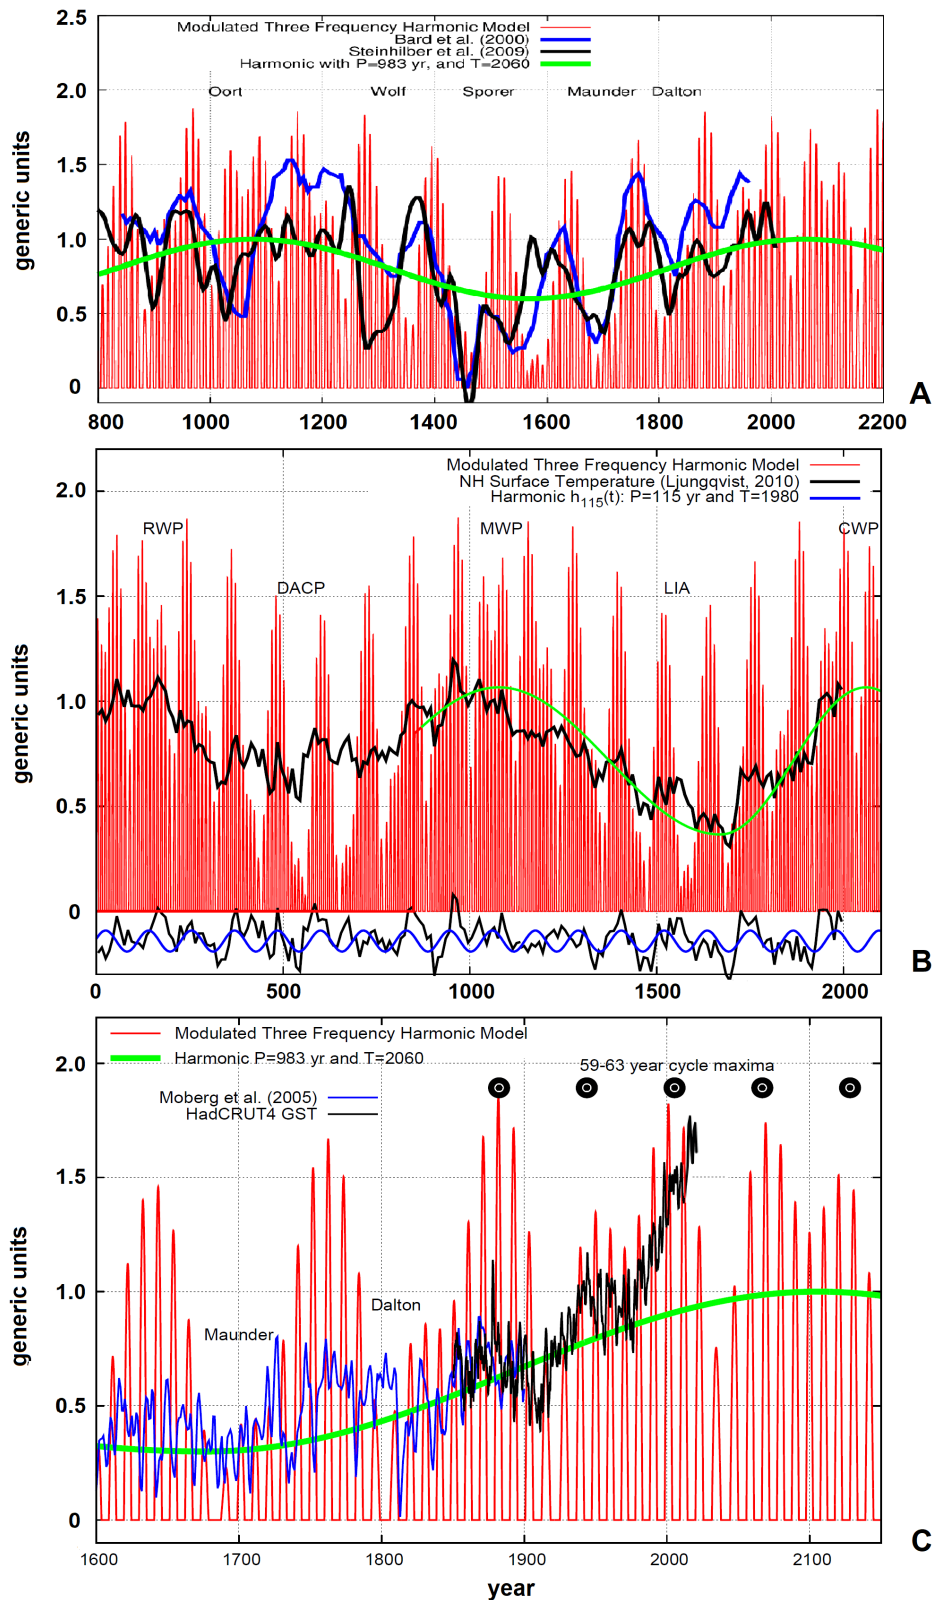 2.5
Modulated Three Frequency Harmonic Model
Bard et al. (2000)
Steinhilber et al. (2009)
Harmonic with P=983 yr, and T=2060
2.0
Oort Wolf Sporer Maunder Dalton
1.5
generic units
1.0
0.5
0
A
800 1000 1200 1400 1600 1800 2000 2200
Modulated Three Frequency Harmonic Model
NH Surface Temperature (Ljungqvist, 2010)
2.0
Harmonic h115(t): P=115 yr and T=1980
RWP MWP CWP
DACP LIA
1.5
generic units
1.0
0.5
0
B
0 500 1000 1500 2000
Modulated Three Frequency Harmonic Model
Harmonic P=983 yr and T=2060
2.0
59-63 year cycle maxima
Moberg et al. (2005)
HadCRUT4 GST
1.5
generic units
1.0
Dalton
Maunder
0.5
0
C
1600 1700 1800 1900 2000 2100
year